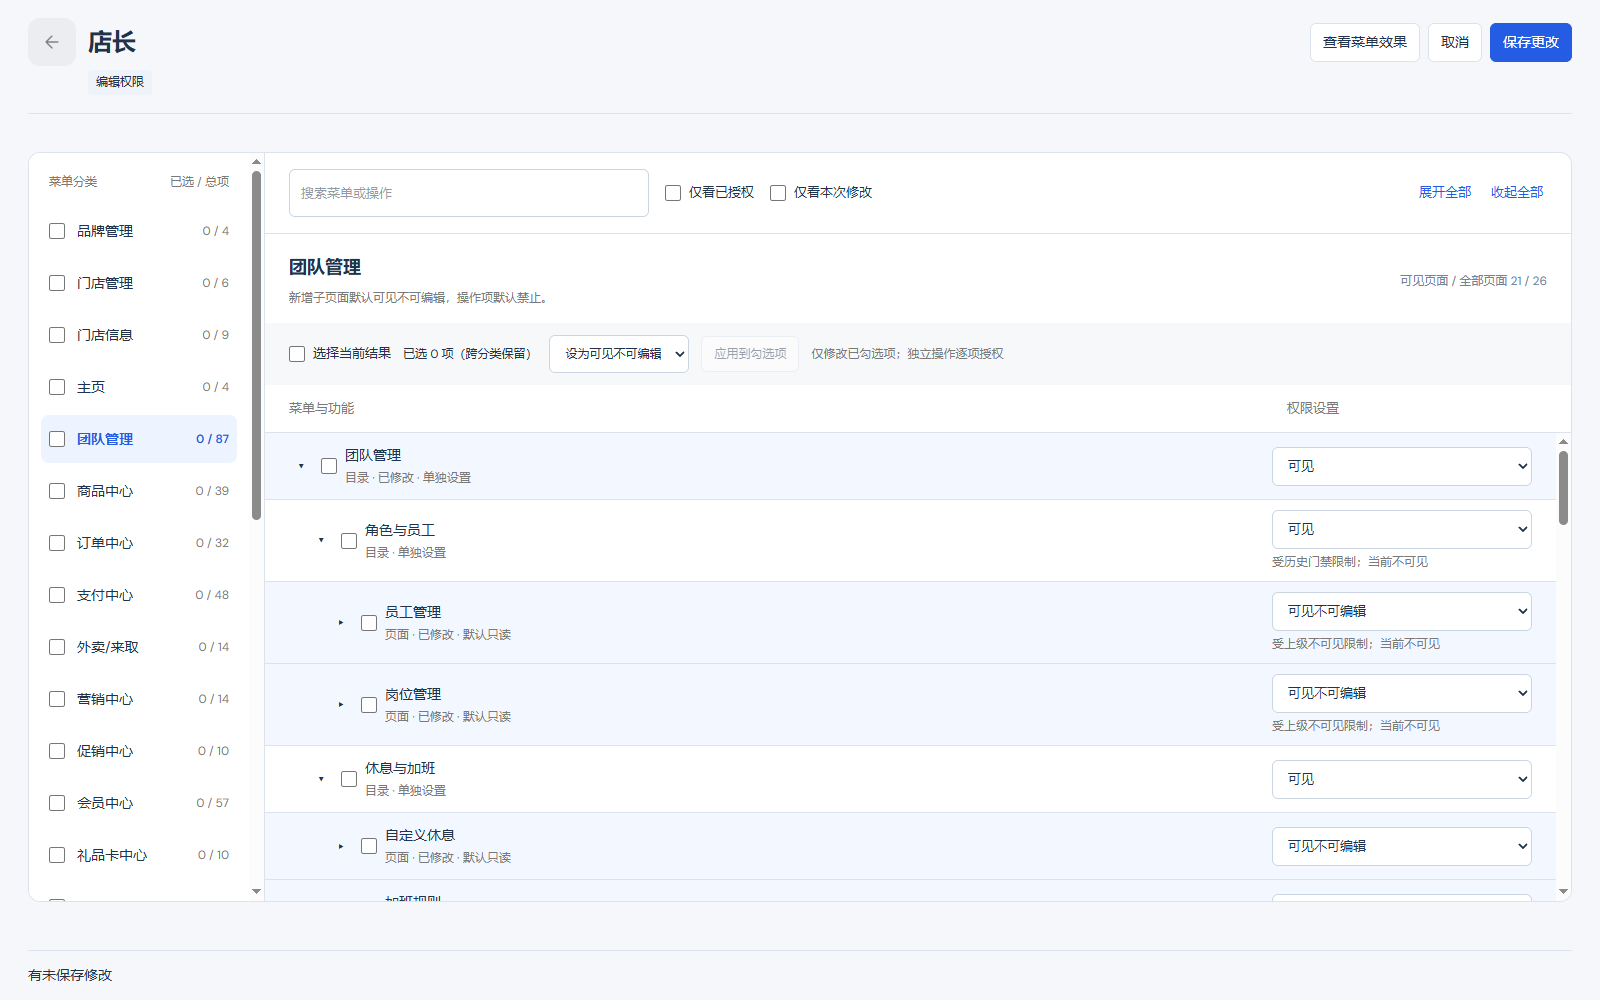 店长
编辑权限
查看菜单效果
取消
保存更改
菜单分类
已选 / 总项
品牌管理
0 / 4
门店管理
0 / 6
门店信息
0 / 9
主页
0 / 4
团队管理
0 / 87
商品中心
0 / 39
订单中心
0 / 32
支付中心
0 / 48
外卖/来取
0 / 14
营销中心
0 / 14
促销中心
0 / 10
会员中心
0 / 57
礼品卡中心
0 / 10
搜索菜单或操作
仅看已授权
仅看本次修改
展开全部
收起全部
团队管理
新增子页面默认可见不可编辑，操作项默认禁止。
可见页面 / 全部页面 21 / 26
选择当前结果
已选 0 项（跨分类保留）
设为可见不可编辑
应用到勾选项
仅修改已勾选项；独立操作逐项授权
菜单与功能
权限设置
团队管理
目录 · 已修改 · 单独设置
可见
角色与员工
目录 · 单独设置
可见
受历史门禁限制；当前不可见
员工管理
页面 · 已修改 · 默认只读
可见不可编辑
受上级不可见限制；当前不可见
岗位管理
页面 · 已修改 · 默认只读
可见不可编辑
受上级不可见限制；当前不可见
休息与加班
目录 · 单独设置
可见
自定义休息
页面 · 已修改 · 默认只读
可见不可编辑
加班规则
有未保存修改